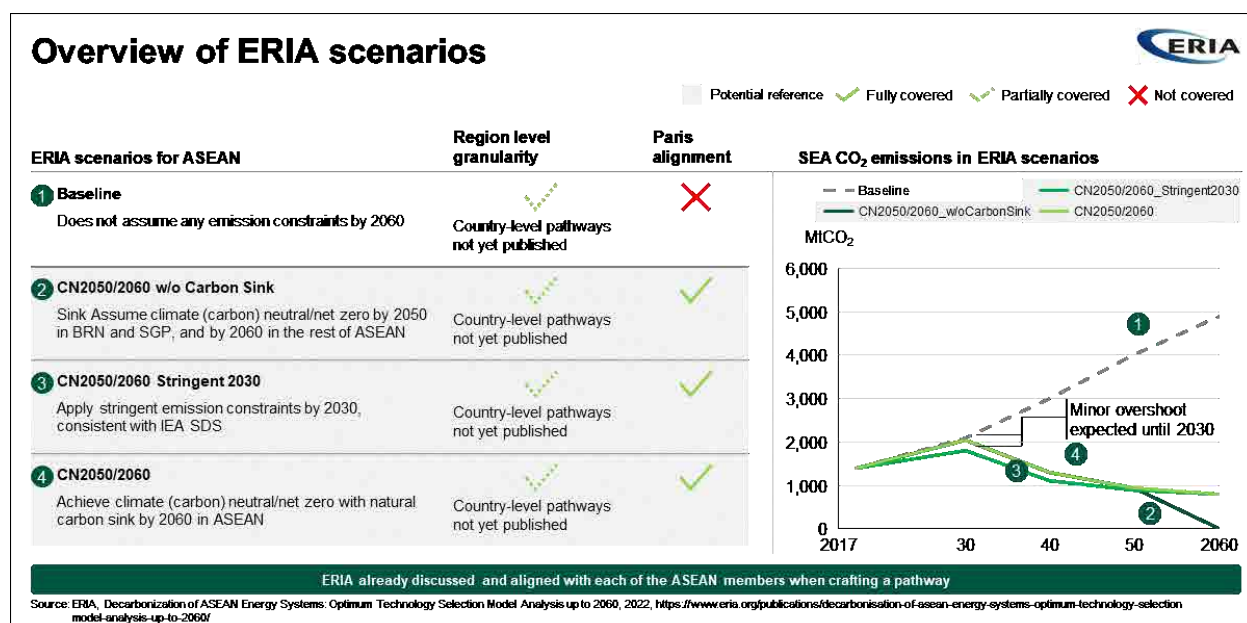 Overview of ERIA scenarios
ERIA
Potential reference
Fully covered
Partially covered
Not covered
ERIA scenarios for ASEAN
Region level
granularity
Paris
alignment
1 Baseline
Does not assume any emission constraints by 2060
Country-level pathways
not yet published
2 CN2050/2060 w/o Carbon Sink
Sink Assume climate (carbon) neutral/net zero by 2050
in BRN and SGP, and by 2060 in the rest of ASEAN
Country-level pathways
not yet published
3 CN2050/2060 Stringent 2030
Apply stringent emission constraints by 2030,
consistent with IEA SDS
Country-level pathways
not yet published
4 CN2050/2060
Achieve climate (carbon) neutral/net zero with natural
carbon sink by 2060 in ASEAN
Country-level pathways
not yet published
SEA CO₂ emissions in ERIA scenarios
Baseline
CN2050/2060_Stringent2030
CN2050/2060_w/oCarbonSink
CN2050/2060
MtCO₂
6,000
5,000
4,000
3,000
2,000
1,000
0
1
Minor overshoot
expected until 2030
4
3
2
2017 30 40 50 2060
ERIA already discussed and aligned with each of the ASEAN members when crafting a pathway
Source: ERIA, Decarbonization of ASEAN Energy Systems: Optimum Technology Selection Model Analysis up to 2060, 2022, https://www.eria.org/publications/decarbonisation-of-asean-energy-systems-optimum-technology-selection
model-analysis-up-to-2060/